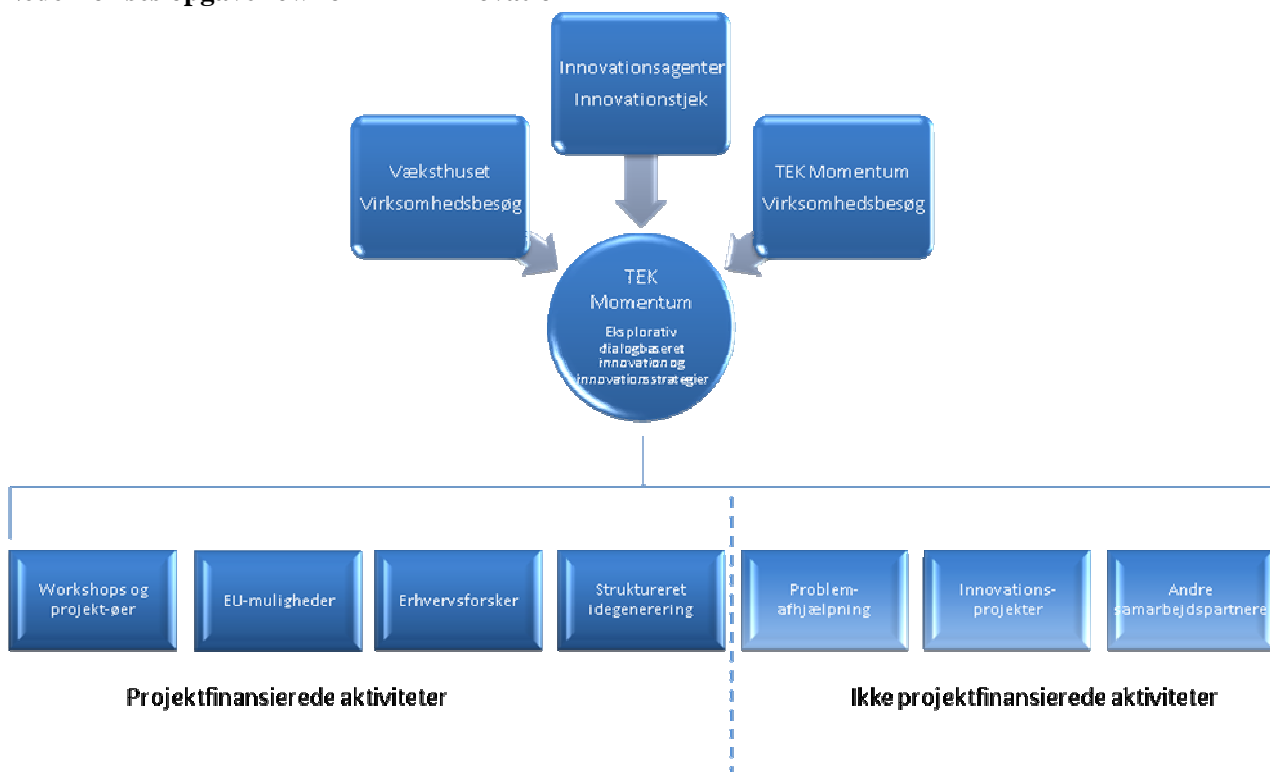 Innovationsagenter
Innovationstjek
Væksthuset
Virksomhedsbesøg
TEK Momentum
Virksomhedsbesøg
TEK
Momentum
Eksplorativ
dialogbaseret
innovation og
innovationsstrategier
Workshops og
projekt-øer
EU-muligheder
Erhvervsforsker
Struktureret
idegenerering
Problem-
afhjælpning
Innovations-
projekter
Andre
samarbejdspartnere
Projektfinansierede aktiviteter
Ikke projektfinansierede aktiviteter